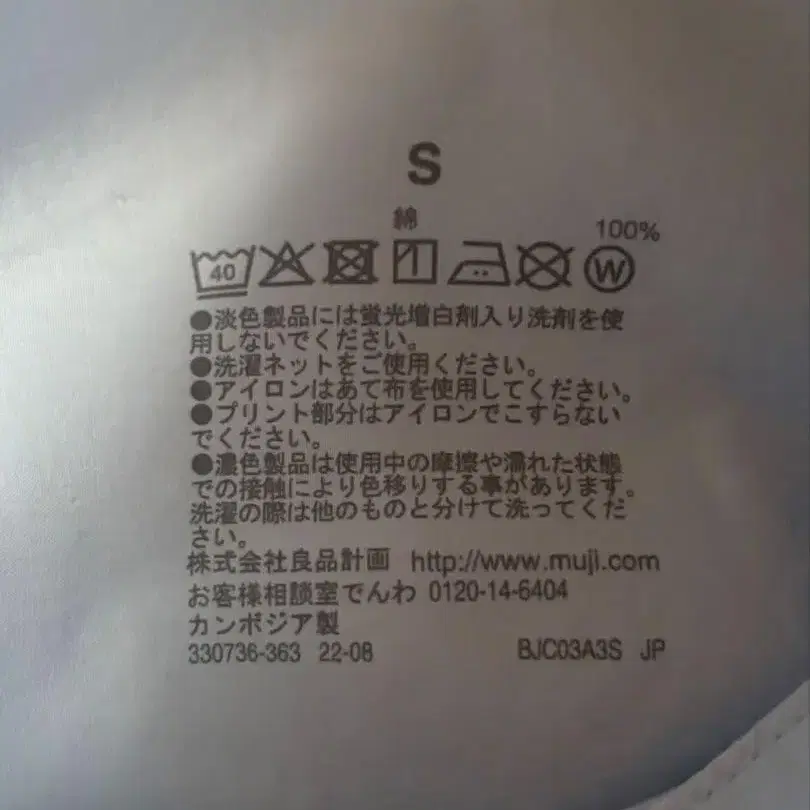 S
綿
100%
40 W
●淡色製品には蛍光増白剤入り洗剤を使
用しないでください。
●洗濯ネットをご使用ください。
●アイロンはあて布を使用してください。
●プリント部分はアイロンでこすらない
でください。
●濃色製品は使用中の摩擦や濡れた状態
での接触により色移りする事があります。
洗濯の際は他のものと分けて洗ってくだ
さい。
株式会社良品計画 http://www.muji.com
お客様相談室でんわ 0120-14-6404
カンボジア製
330736-363 22-08 BJC03A3S JP